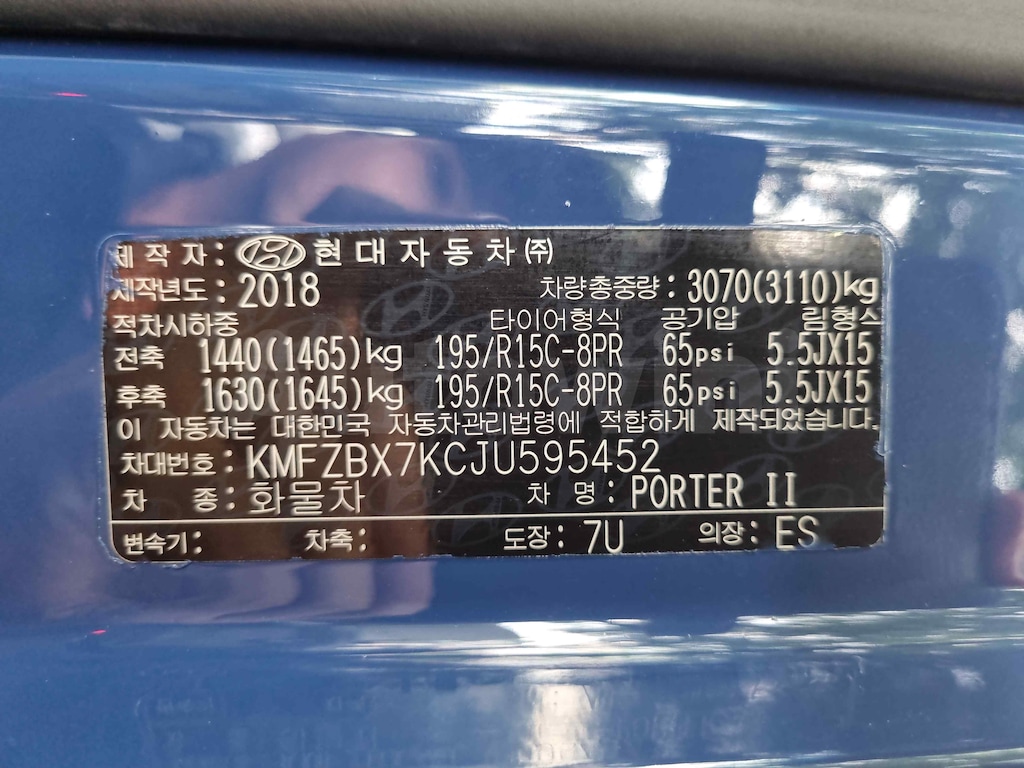 제 작 자 : 현 대 자 동 차 ㈜
제작년도 : 2018 차량총중량 : 3070(3110)kg
적차시하중 타이어형식 공기압 림형식
전축 1440(1465)kg 195/R15C-8PR 65psi 5.5JX15
후축 1630(1645)kg 195/R15C-8PR 65psi 5.5JX15
이 자동차는 대한민국 자동차관리법령에 적합하게 제작되었습니다.
차대번호 : KMFZBX7KCJU595452
차 종 : 화물차 차 명 : PORTER II
변속기 : 차축 : 도장 : 7U 의장 : ES